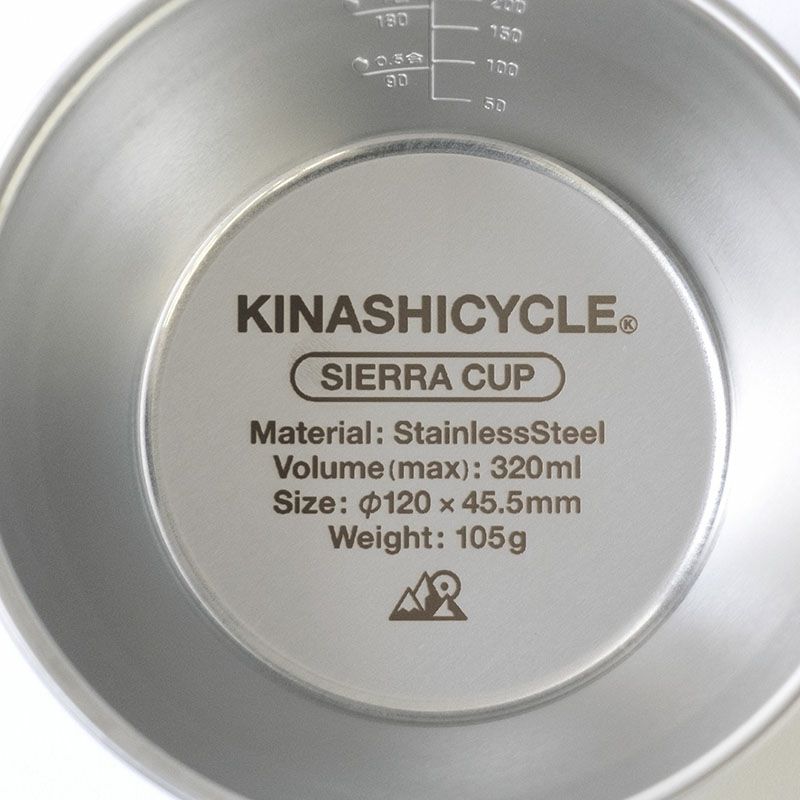 200
180
150
0.5合
100
90
50
KINASHICYCLE®
SIERRA CUP
Material: StainlessSteel
Volume(max): 320ml
Size: φ120 × 45.5mm
Weight: 105g